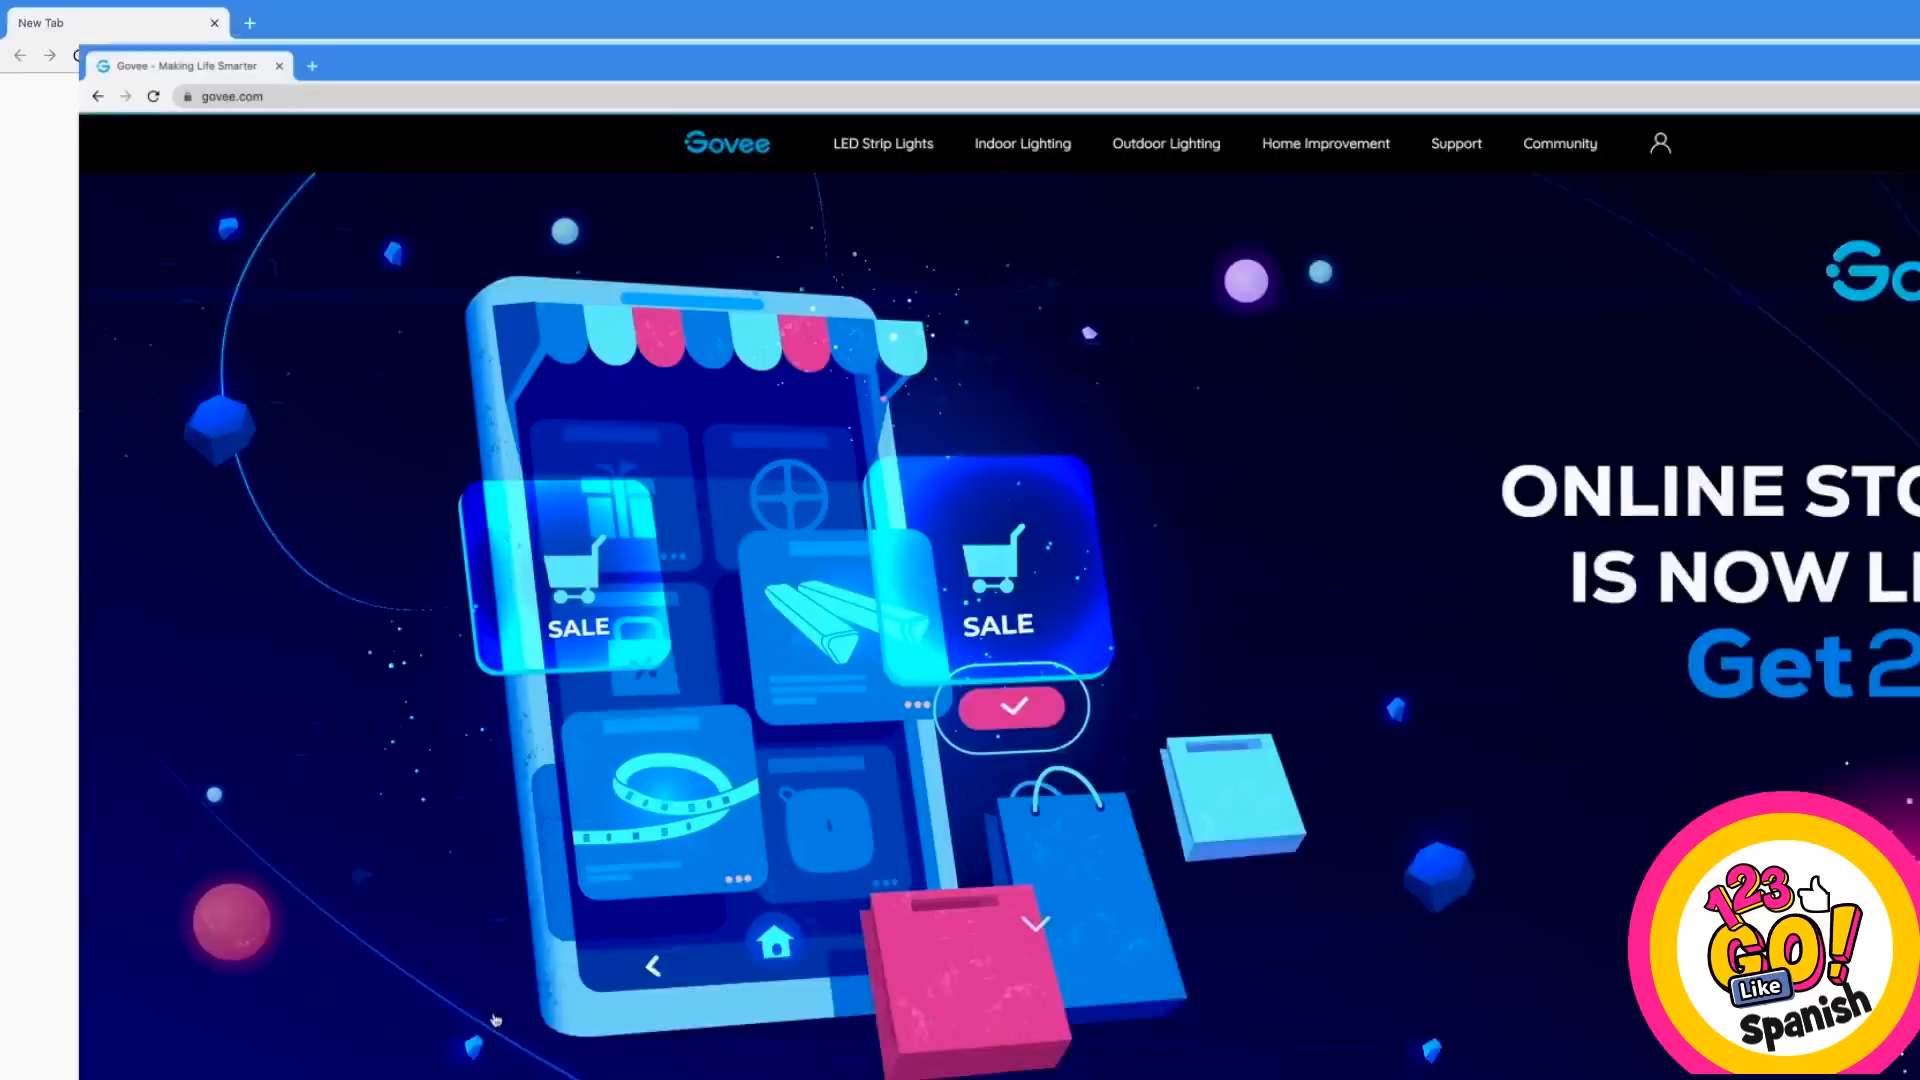 New Tab
Govee - Making Life Smarter
govee.com
Govee
LED Strip Lights
Indoor Lighting
Outdoor Lighting
Home Improvement
Support
Community
Go
ONLINE STO
IS NOW LI
Get 2
SALE
SALE
123
GO!
Like
Spanish